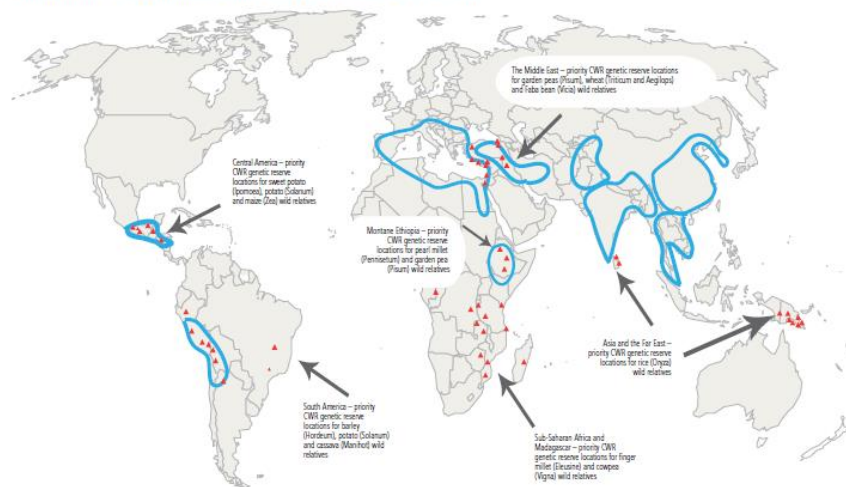 The Middle East – priority CWR genetic reserve locations
for garden peas (Pisum), wheat (Triticum and Aegilops)
and Faba bean (Vicia) wild relatives
Central America – priority
CWR genetic reserve
locations for sweet potato
(Ipomoea), potato (Solanum)
and maize (Zea) wild relatives
Montane Ethiopia – priority
CWR genetic reserve
locations for pearl millet
(Pennisetum) and garden pea
(Pisum) wild relatives
Asia and the Far East –
priority CWR genetic reserve
locations for rice (Oryza)
wild relatives
South America – priority
CWR genetic reserve
locations for barley
(Hordeum), potato (Solanum)
and cassava (Manihot) wild
relatives
Sub-Saharan Africa and
Madagascar – priority CWR
genetic reserve locations for finger
millet (Eleusine) and cowpea
(Vigna) wild relatives